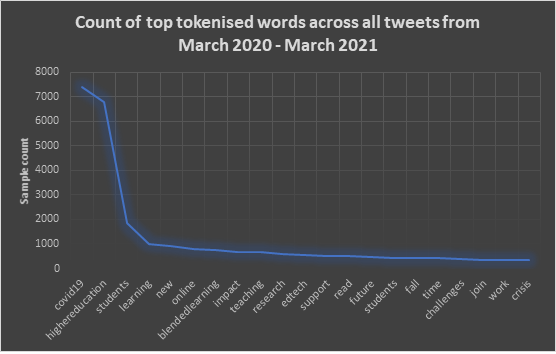 Count of top tokenised words across all tweets from
March 2020 - March 2021
Sample count
8000
7000
6000
5000
4000
3000
2000
1000
0
covid19
highereducation
students
learning
new
online
blendedlearning
impact
teaching
research
edtech
support
read
future
students
fall
time
challenges
join
work
crisis